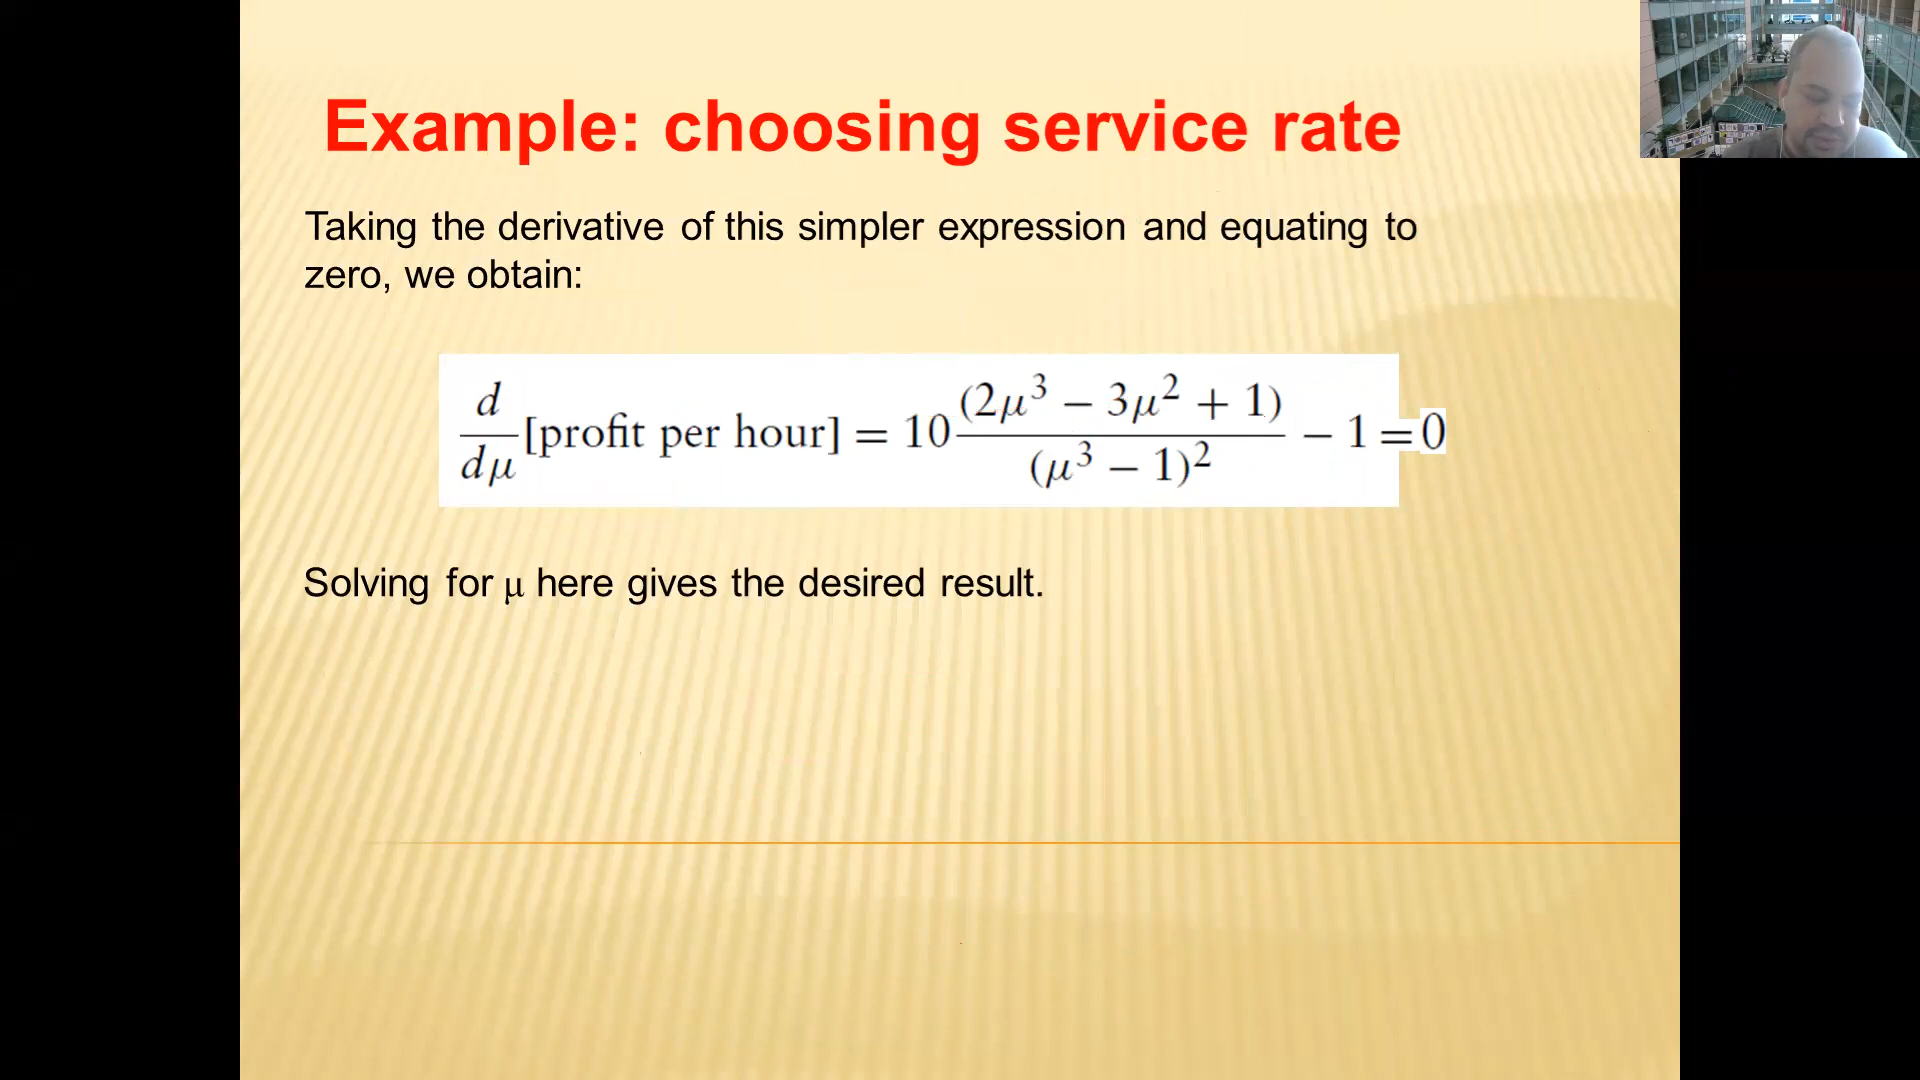 Example: choosing service rate
Taking the derivative of this simpler expression and equating to
zero, we obtain:
d/dμ [profit per hour] = 10 (2μ³ − 3μ² + 1)/(μ³ − 1)² − 1 = 0
Solving for μ here gives the desired result.